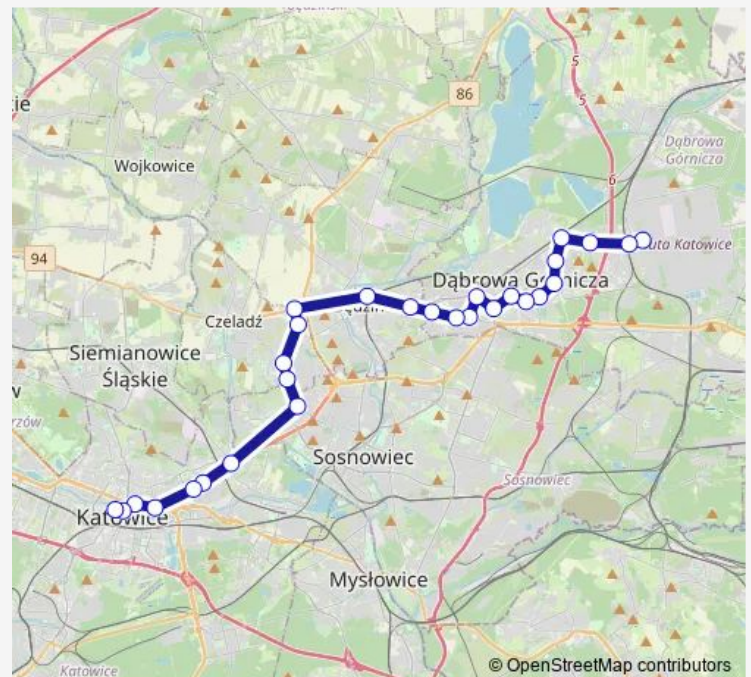 86
5
5
kie
Dąbrowa
Górnicza
Wojkowice
6
94
Huta Katowice
Dąbrowa Górnicza
Czeladź
Siemianowice
Śląskie
Sosnowiec
Sosnowiec
Katowice
Mysłowice
Katowice
© OpenStreetMap contributors